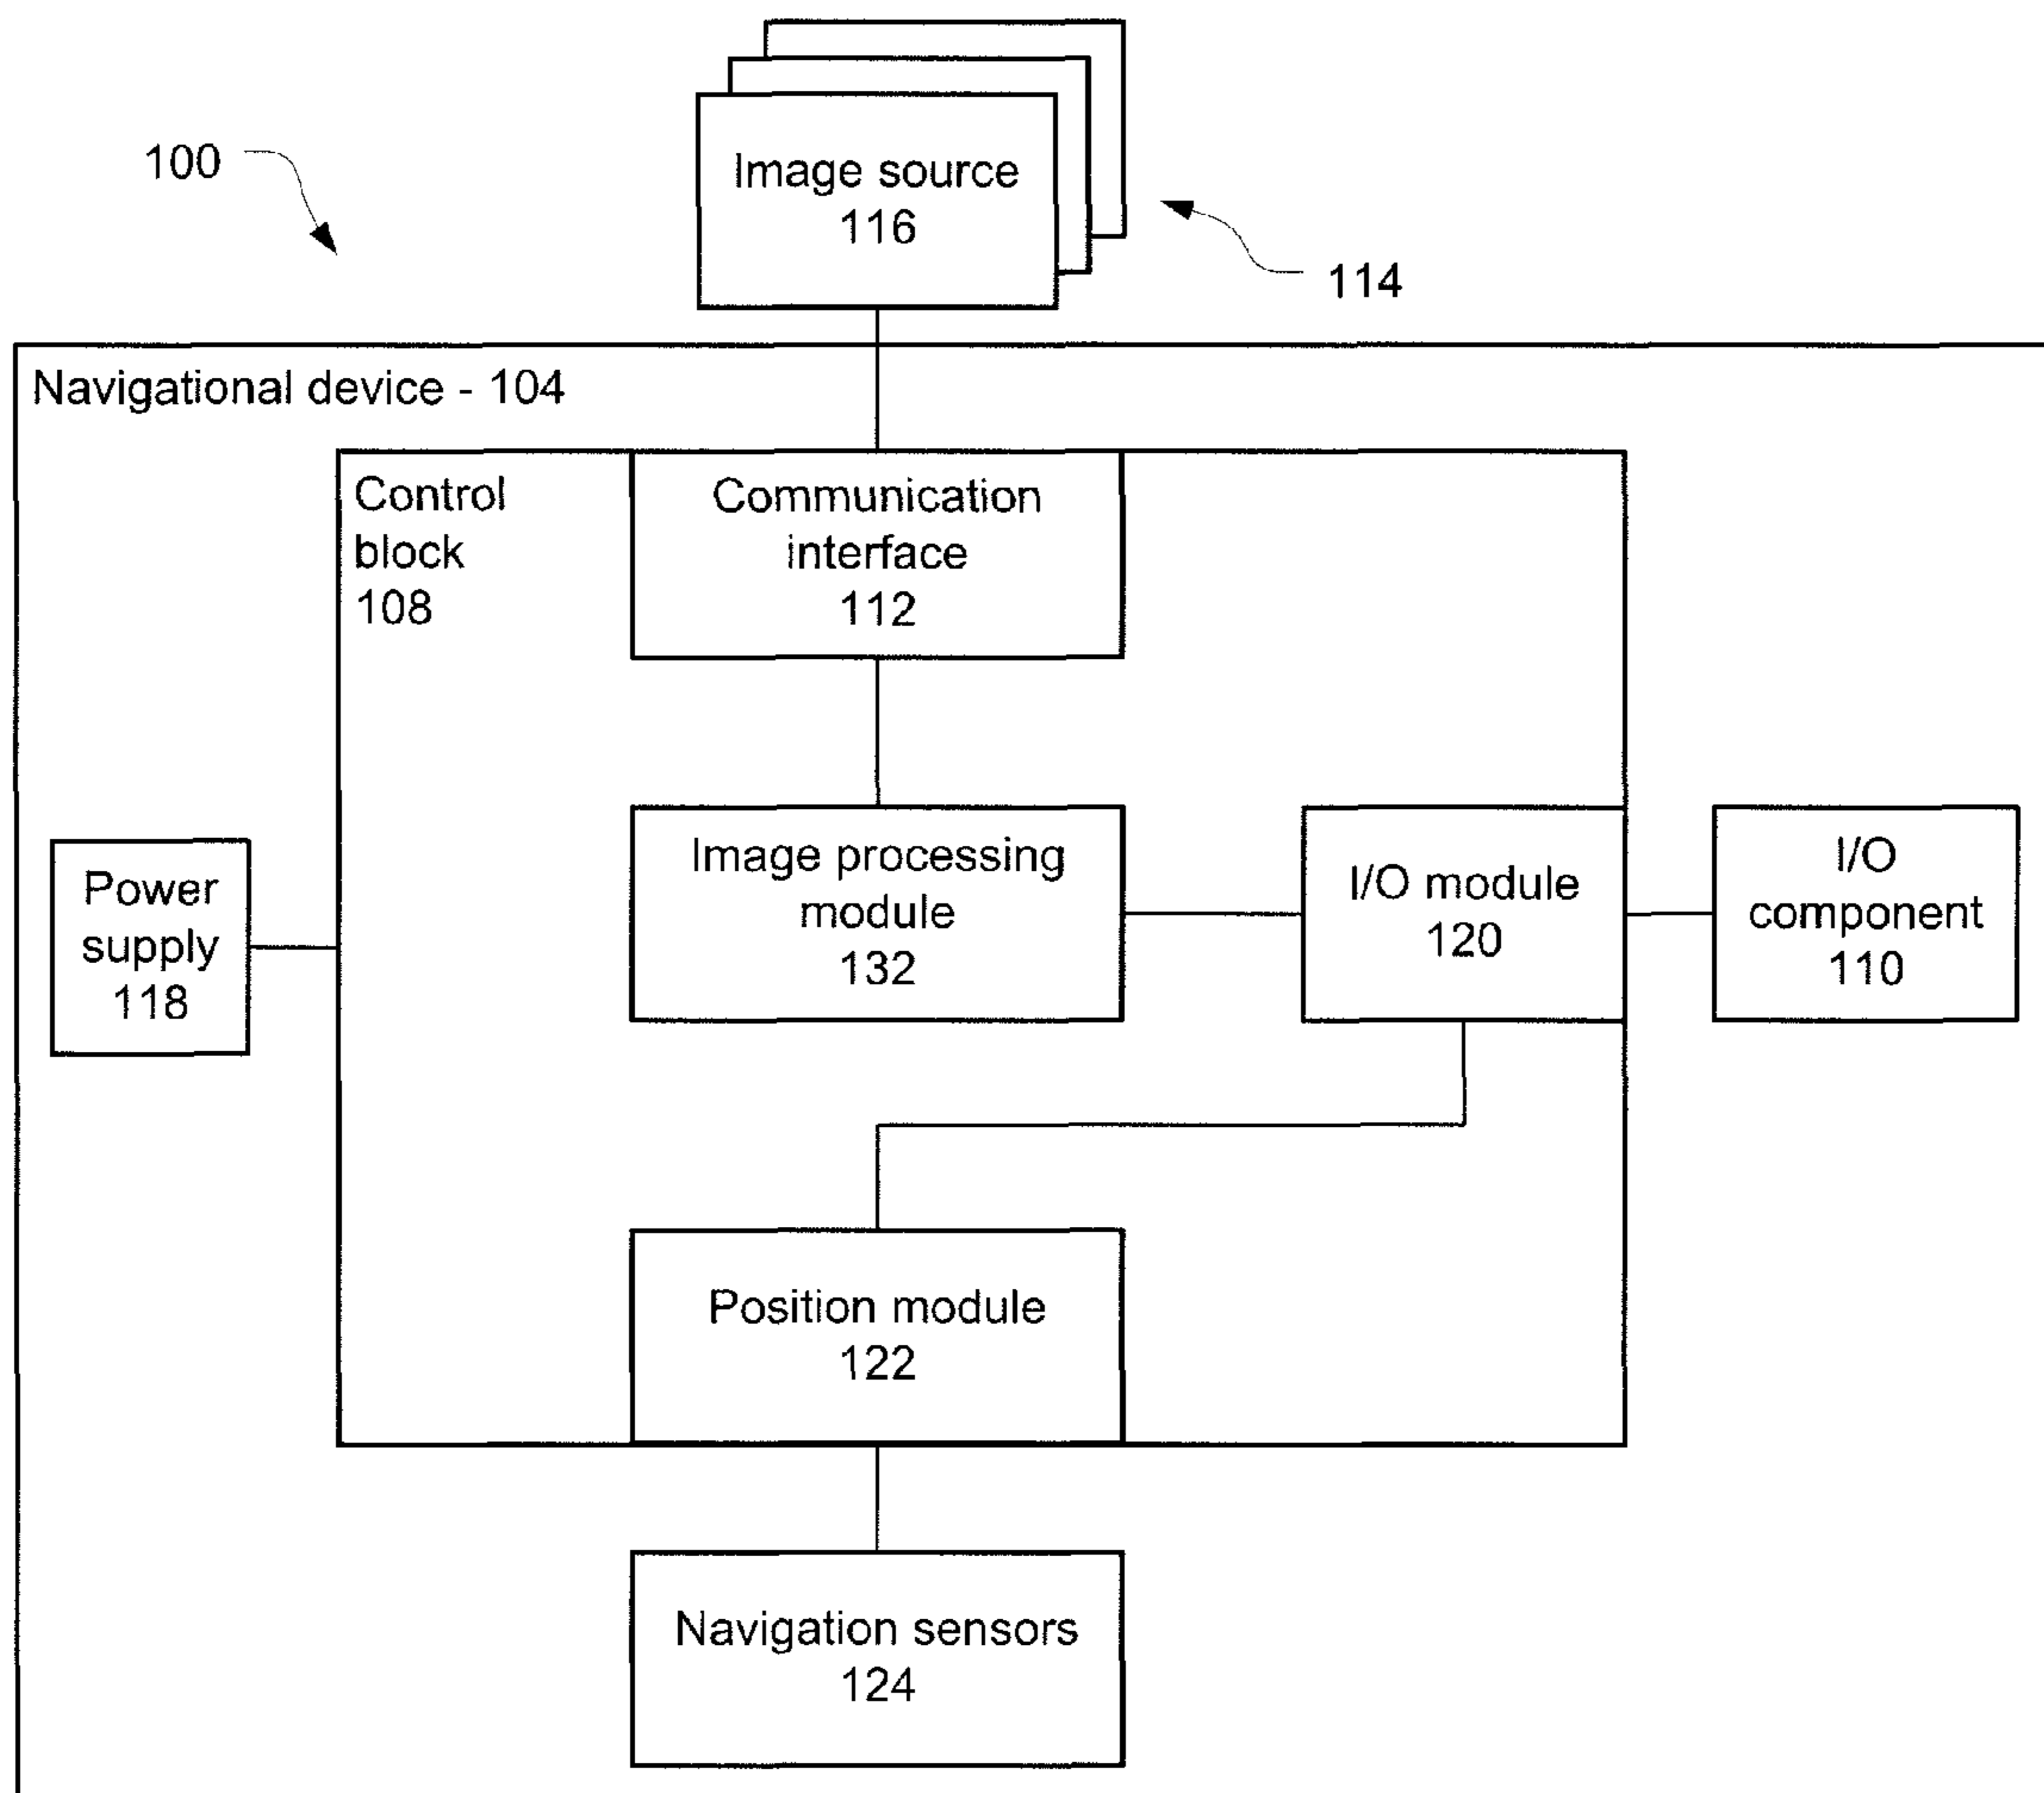 100
Image source
116
114
Navigational device - 104
Control
block
108
Communication
interface
112
Power
supply
118
Image processing
module
132
I/O module
120
I/O
component
110
Position module
122
Navigation sensors
124